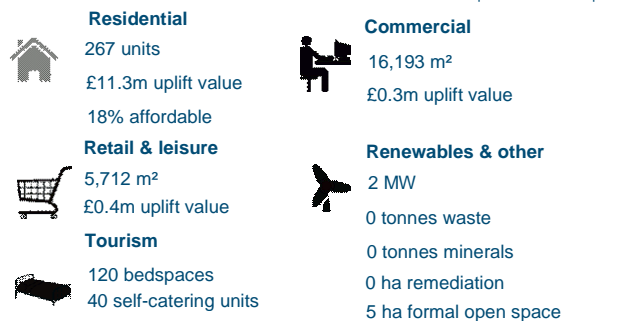 Residential
267 units
£11.3m uplift value
18% affordable
Retail & leisure
5,712 m²
£0.4m uplift value
Tourism
120 bedspaces
40 self-catering units
Commercial
16,193 m²
£0.3m uplift value
Renewables & other
2 MW
0 tonnes waste
0 tonnes minerals
0 ha remediation
5 ha formal open space